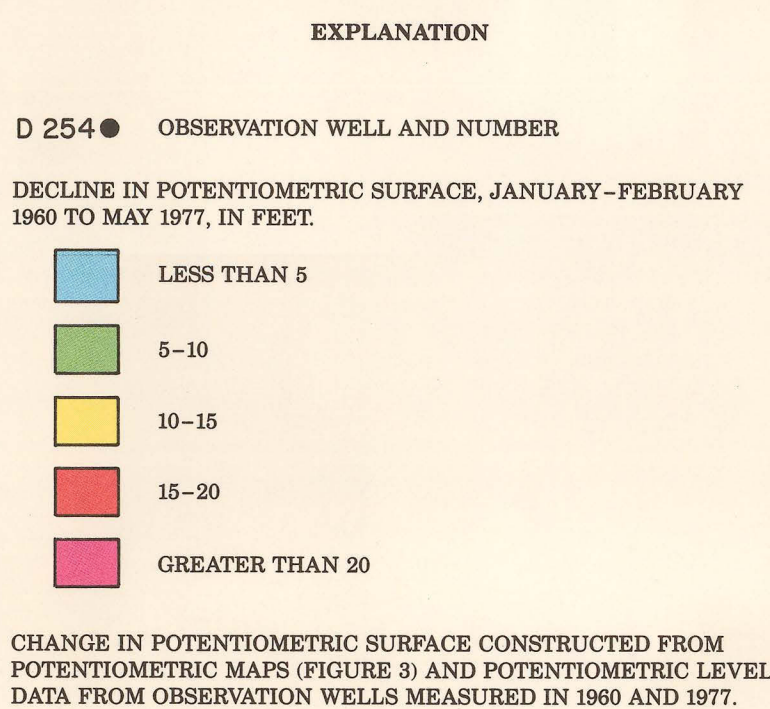 EXPLANATION
D 254● OBSERVATION WELL AND NUMBER
DECLINE IN POTENTIOMETRIC SURFACE, JANUARY–FEBRUARY
1960 TO MAY 1977, IN FEET.
LESS THAN 5
5–10
10–15
15–20
GREATER THAN 20
CHANGE IN POTENTIOMETRIC SURFACE CONSTRUCTED FROM
POTENTIOMETRIC MAPS (FIGURE 3) AND POTENTIOMETRIC LEVEL
DATA FROM OBSERVATION WELLS MEASURED IN 1960 AND 1977.